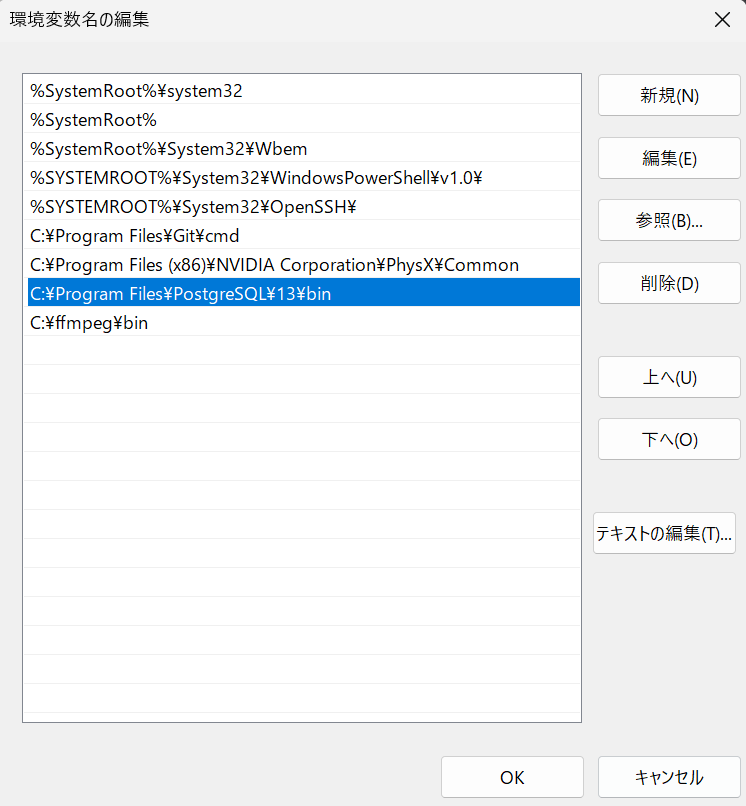 環境変数名の編集
%SystemRoot%¥system32
%SystemRoot%
%SystemRoot%¥System32¥Wbem
%SYSTEMROOT%¥System32¥WindowsPowerShell¥v1.0¥
%SYSTEMROOT%¥System32¥OpenSSH¥
C:¥Program Files¥Git¥cmd
C:¥Program Files (x86)¥NVIDIA Corporation¥PhysX¥Common
C:¥Program Files¥PostgreSQL¥13¥bin
C:¥ffmpeg¥bin
新規(N)
編集(E)
参照(B)...
削除(D)
上へ(U)
下へ(O)
テキストの編集(T)...
OK
キャンセル